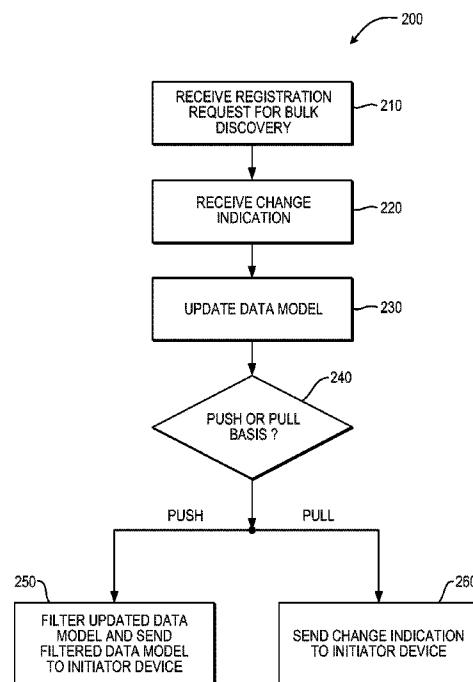 200
RECEIVE REGISTRATION
REQUEST FOR BULK
DISCOVERY
210
RECEIVE CHANGE
INDICATION
220
UPDATE DATA MODEL
230
240
PUSH OR PULL
BASIS ?
PUSH
PULL
250
FILTER UPDATED DATA
MODEL AND SEND
FILTERED DATA MODEL
TO INITIATOR DEVICE
260
SEND CHANGE INDICATION
TO INITIATOR DEVICE